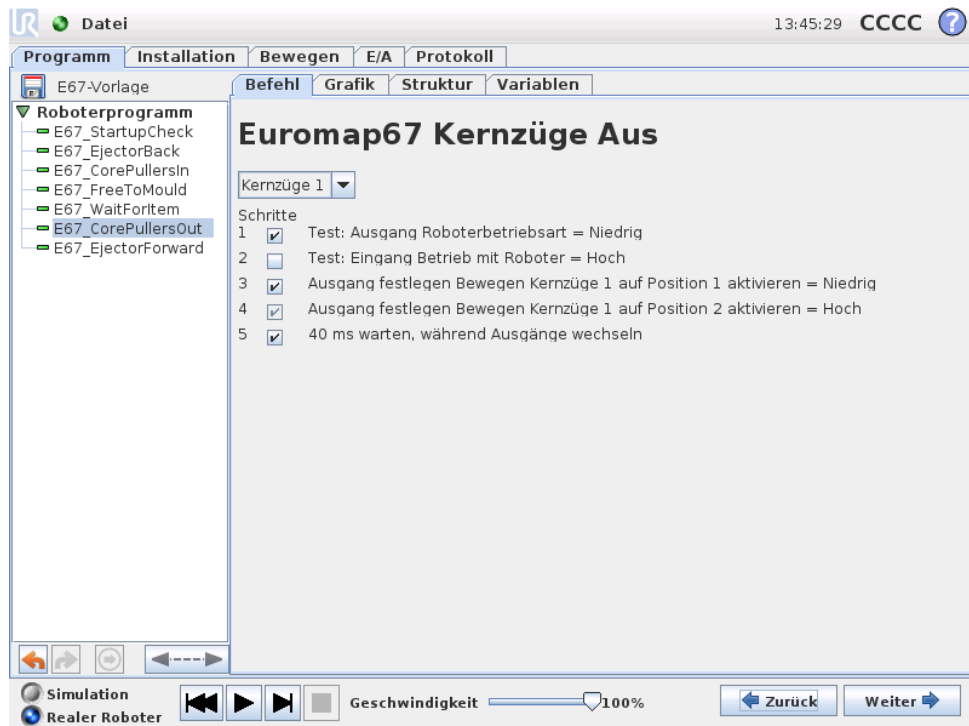 UR Datei 13:45:29 CCCC ?
Programm Installation Bewegen E/A Protokoll
E67-Vorlage
Befehl Grafik Struktur Variablen
Roboterprogramm
E67_StartupCheck
E67_EjectorBack
E67_CorePullersIn
E67_FreeToMould
E67_WaitForItem
E67_CorePullersOut
E67_EjectorForward
Euromap67 Kernzüge Aus
Kernzüge 1
Schritte
1 Test: Ausgang Roboterbetriebsart = Niedrig
2 Test: Eingang Betrieb mit Roboter = Hoch
3 Ausgang festlegen Bewegen Kernzüge 1 auf Position 1 aktivieren = Niedrig
4 Ausgang festlegen Bewegen Kernzüge 1 auf Position 2 aktivieren = Hoch
5 40 ms warten, während Ausgänge wechseln
Simulation
Realer Roboter
Geschwindigkeit 100%
Zurück Weiter